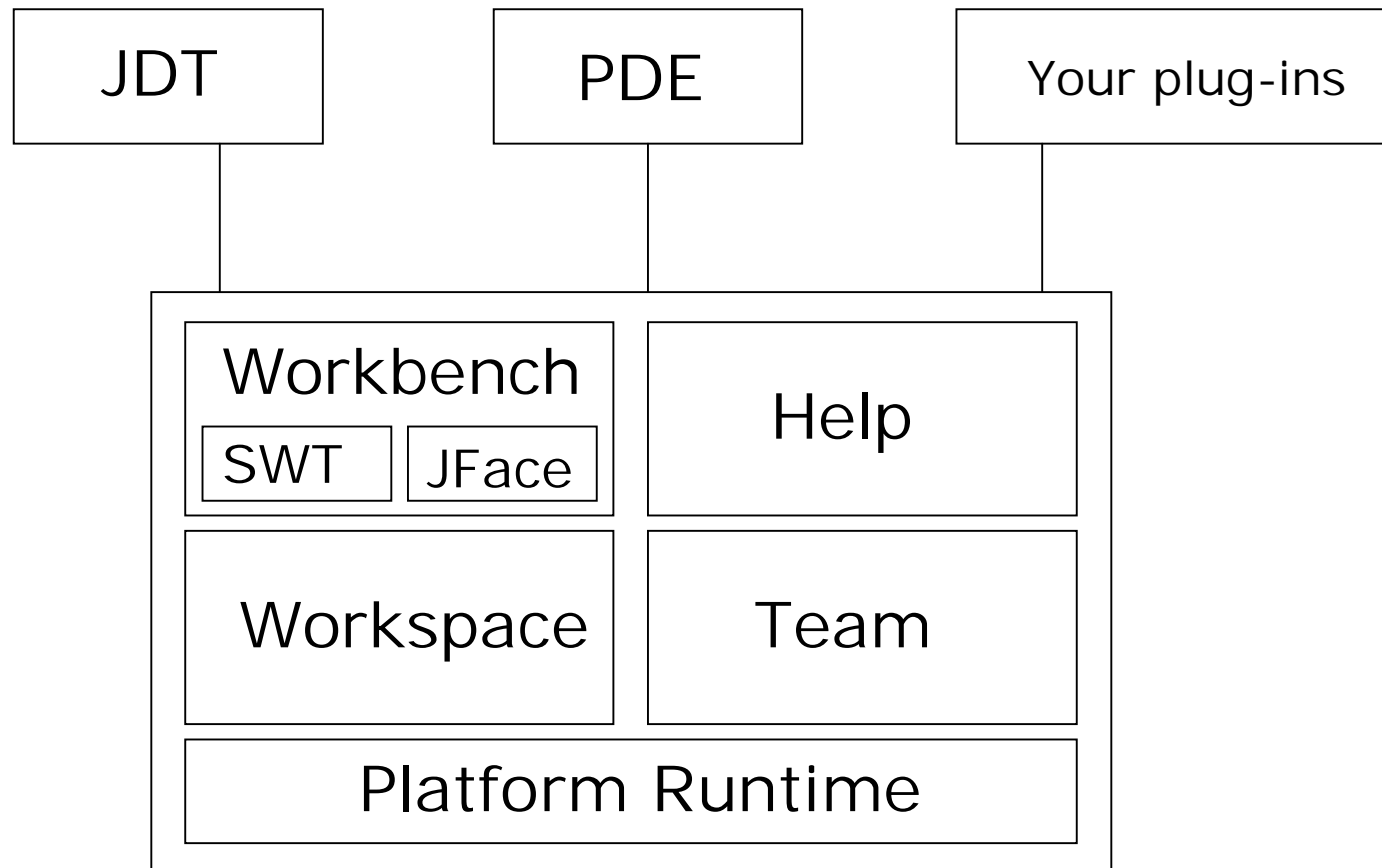 JDT
PDE
Your plug-ins
Workbench
SWT
JFace
Help
Workspace
Team
Platform Runtime